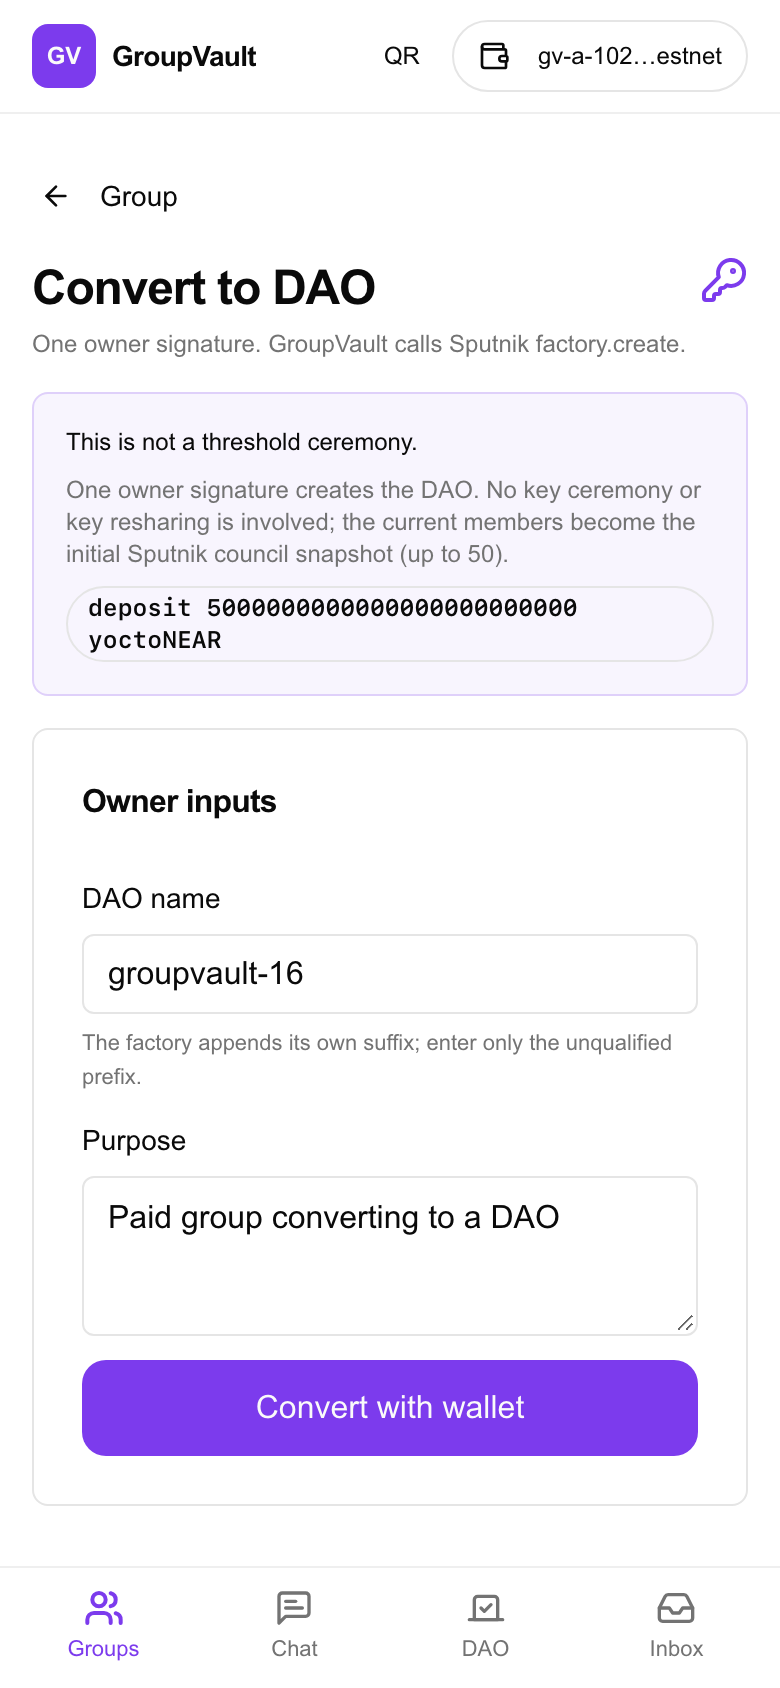 GV GroupVault QR gv-a-102…estnet
Group
Convert to DAO
One owner signature. GroupVault calls Sputnik factory.create.
This is not a threshold ceremony.
One owner signature creates the DAO. No key ceremony or
key resharing is involved; the current members become the
initial Sputnik council snapshot (up to 50).
deposit 5000000000000000000000000
yoctoNEAR
Owner inputs
DAO name
groupvault-16
The factory appends its own suffix; enter only the unqualified
prefix.
Purpose
Paid group converting to a DAO
Convert with wallet
Groups Chat DAO Inbox